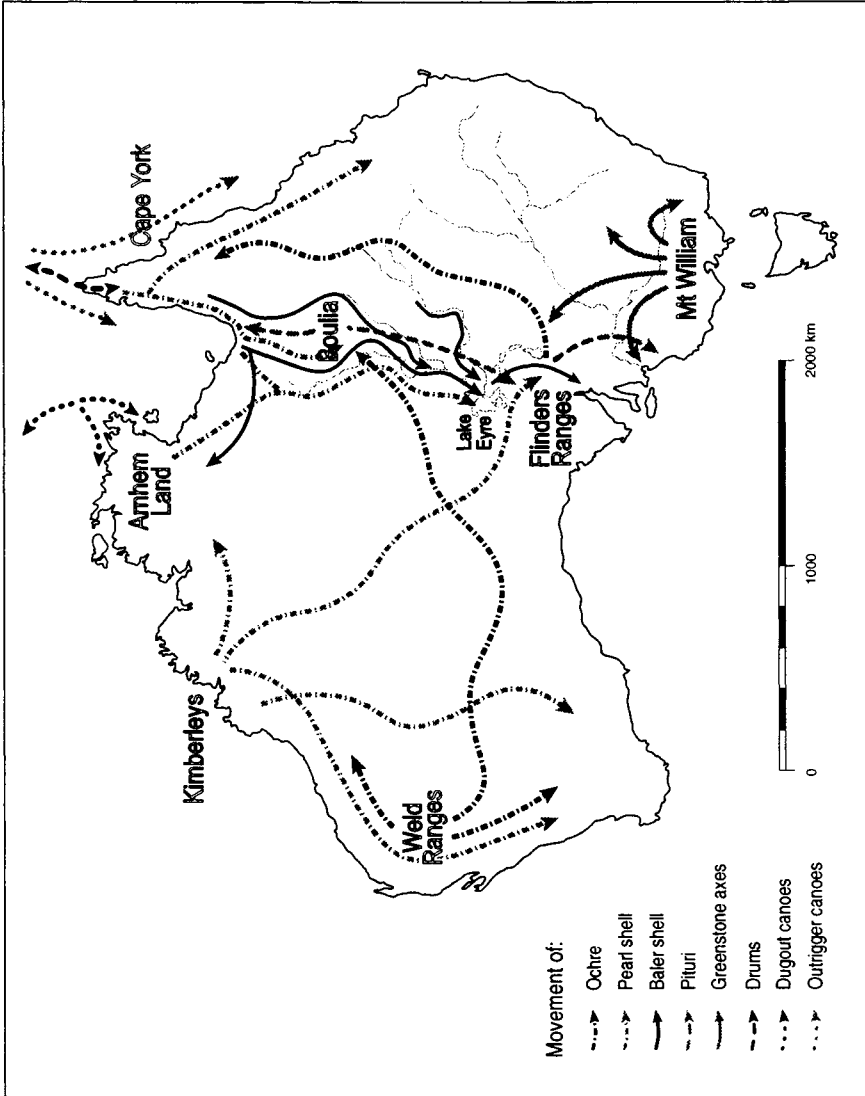 Cape York
Arnhem
Land
Kimberleys
Boulia
Lake
Eyre
Flinders
Ranges
Weld
Ranges
Mt William
0
1000
2000 km
Movement of:
Ochre
Pearl shell
Baler shell
Pituri
Greenstone axes
Drums
Dugout canoes
Outrigger canoes